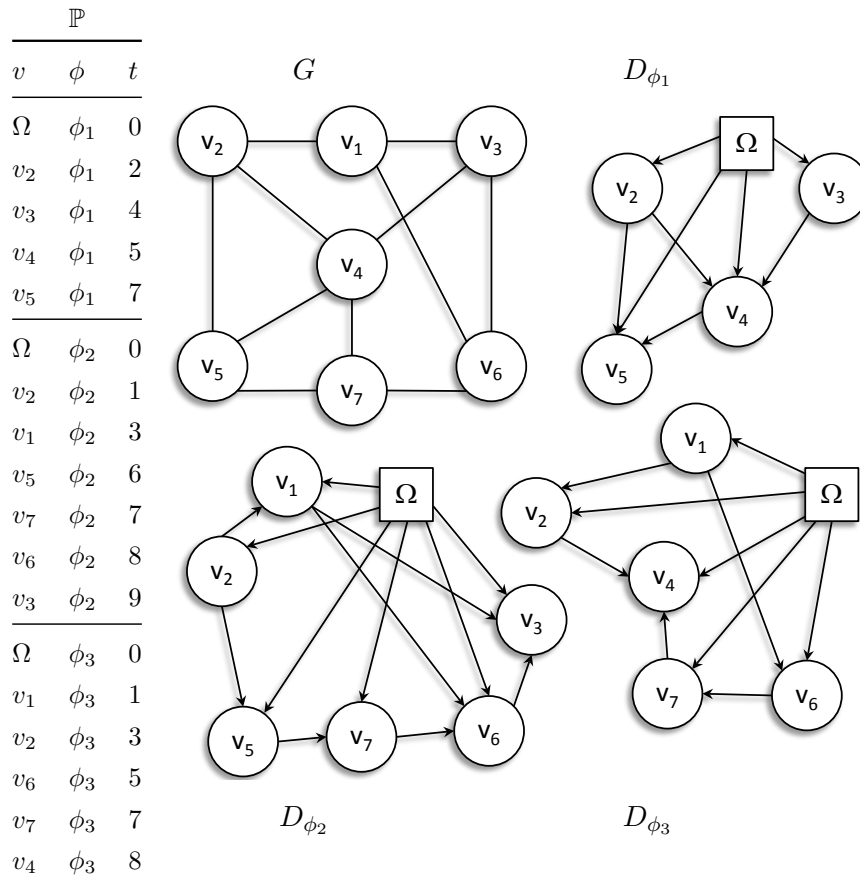 ℙ
v ϕ t
Ω ϕ₁ 0
v₂ ϕ₁ 2
v₃ ϕ₁ 4
v₄ ϕ₁ 5
v₅ ϕ₁ 7
Ω ϕ₂ 0
v₂ ϕ₂ 1
v₁ ϕ₂ 3
v₅ ϕ₂ 6
v₇ ϕ₂ 7
v₆ ϕ₂ 8
v₃ ϕ₂ 9
Ω ϕ₃ 0
v₁ ϕ₃ 1
v₂ ϕ₃ 3
v₆ ϕ₃ 5
v₇ ϕ₃ 7
v₄ ϕ₃ 8
G
v₂ v₁ v₃
v₄
v₅ v₇ v₆
D_ϕ₁
Ω
v₂ v₃
v₄
v₅
v₁ Ω
v₂
v₃
v₅ v₇ v₆
D_ϕ₂
v₁
Ω
v₂
v₄
v₇ v₆
D_ϕ₃